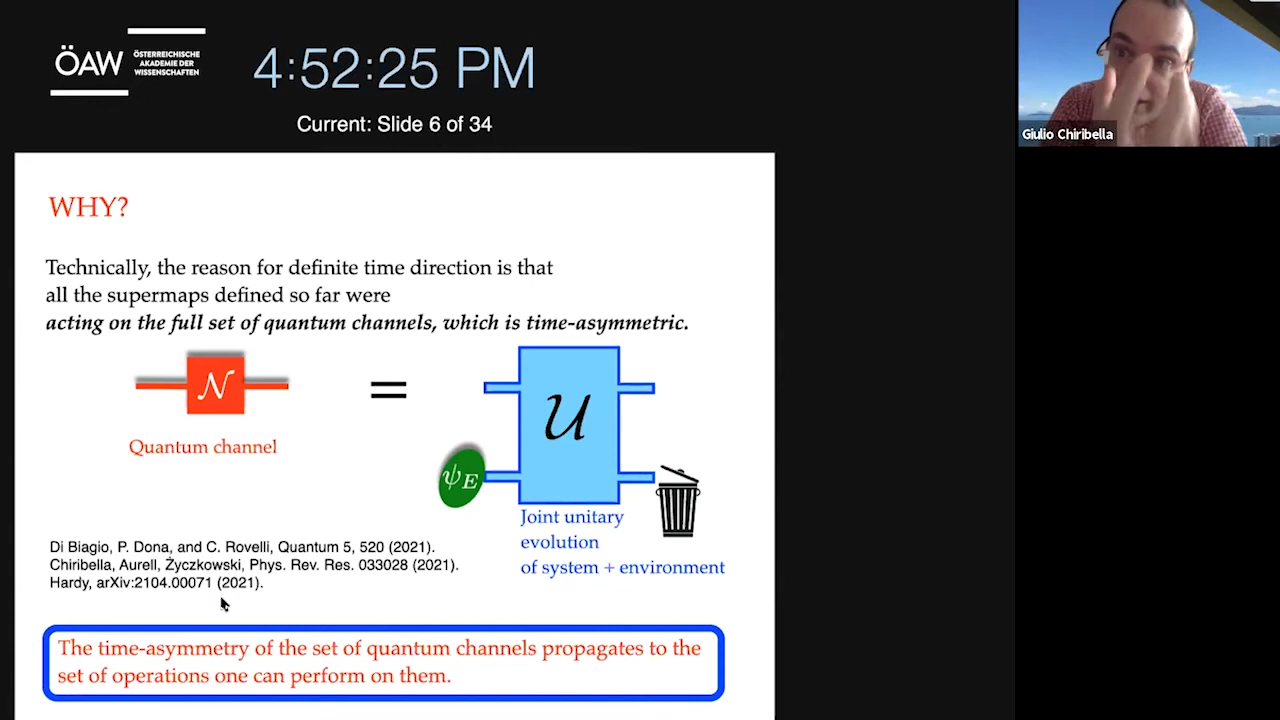 ÖAW
ÖSTERREICHISCHE
AKADEMIE DER
WISSENSCHAFTEN
4:52:25 PM
Current: Slide 6 of 34
Giulio Chiribella
WHY?
Technically, the reason for definite time direction is that
all the supermaps defined so far were
acting on the full set of quantum channels, which is time-asymmetric.
𝒩
=
𝒰
Quantum channel
ψE
Joint unitary
evolution
of system + environment
Di Biagio, P. Dona, and C. Rovelli, Quantum 5, 520 (2021).
Chiribella, Aurell, Życzkowski, Phys. Rev. Res. 033028 (2021).
Hardy, arXiv:2104.00071 (2021).
The time-asymmetry of the set of quantum channels propagates to the
set of operations one can perform on them.